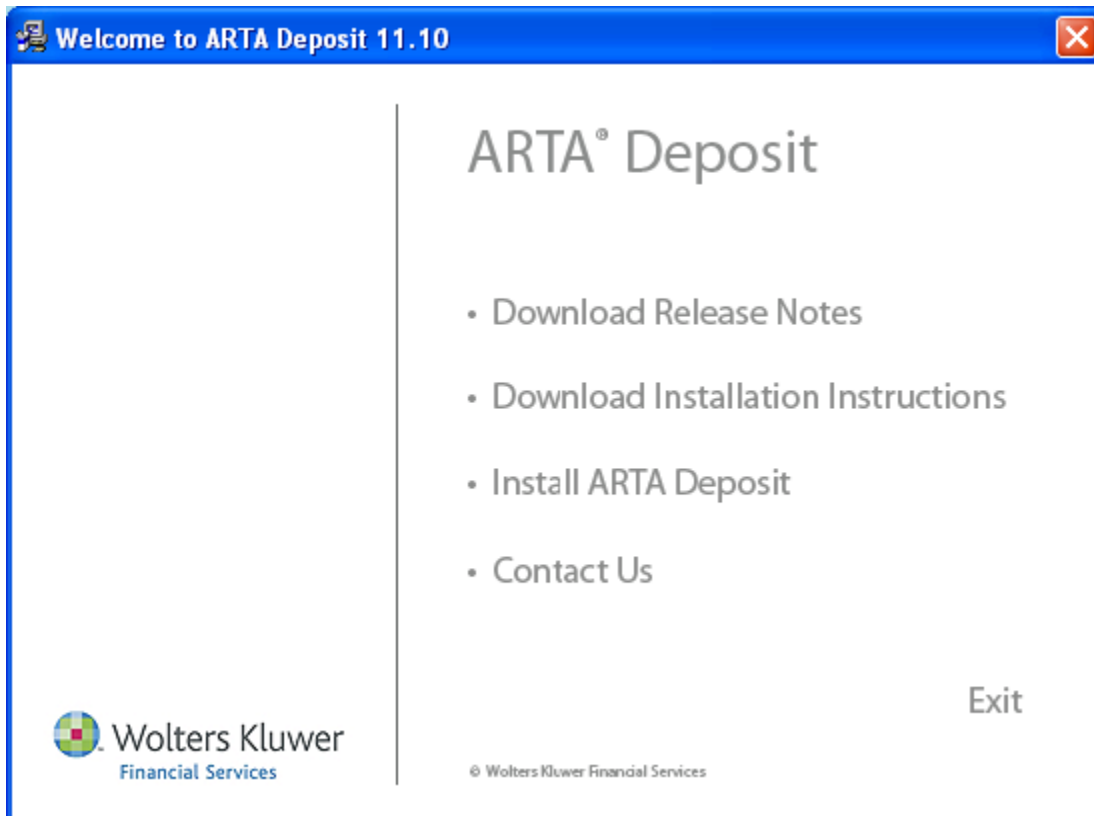 Welcome to ARTA Deposit 11.10
ARTA® Deposit
• Download Release Notes
• Download Installation Instructions
• Install ARTA Deposit
• Contact Us
Exit
Wolters Kluwer
Financial Services
© Wolters Kluwer Financial Services